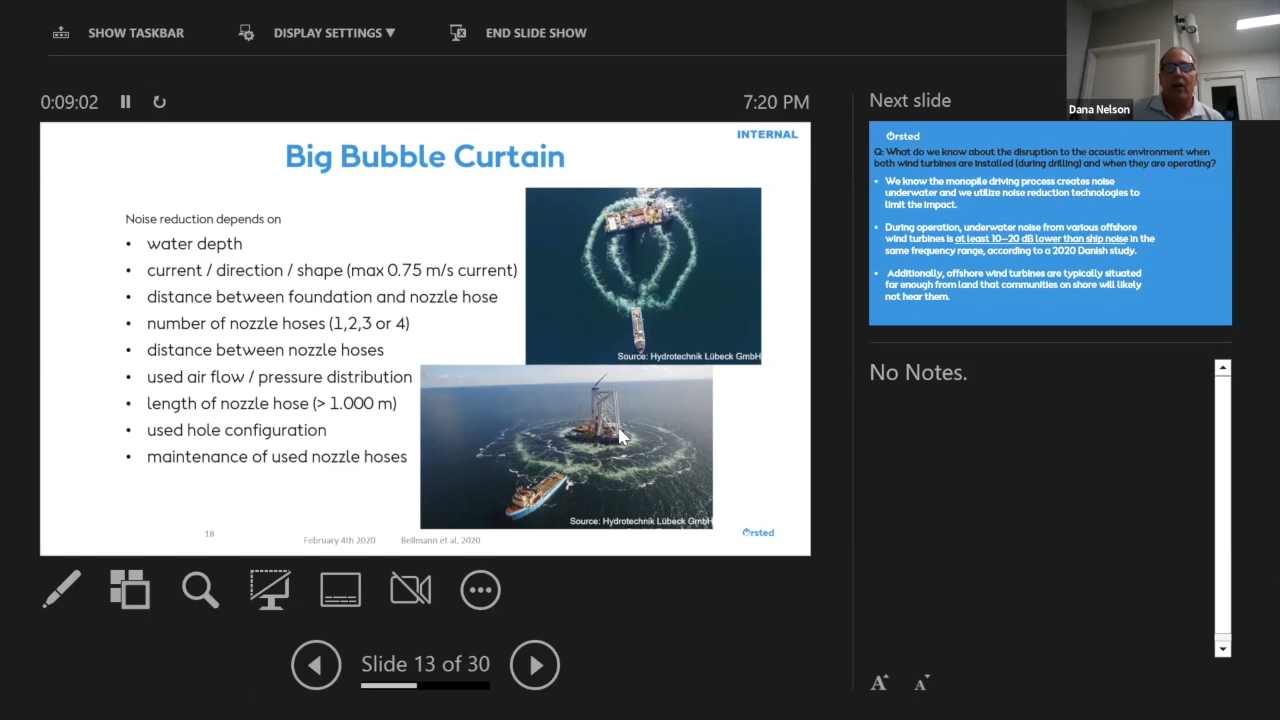 SHOW TASKBAR
DISPLAY SETTINGS ▼
END SLIDE SHOW
Dana Nelson
0:09:02
7:20 PM
Next slide
INTERNAL
Big Bubble Curtain
Noise reduction depends on
• water depth
• current / direction / shape (max 0.75 m/s current)
• distance between foundation and nozzle hose
• number of nozzle hoses (1,2,3 or 4)
• distance between nozzle hoses
• used air flow / pressure distribution
• length of nozzle hose (> 1.000 m)
• used hole configuration
• maintenance of used nozzle hoses
Source: Hydrotechnik Lübeck GmbH
Source: Hydrotechnik Lübeck GmbH
18
February 4th 2020
Bellmann et al, 2020
Ørsted
Ørsted
Q: What do we know about the disruption to the acoustic environment when
both wind turbines are installed (during drilling) and when they are operating?
• We know the monopile driving process creates noise
underwater and we utilize noise reduction technologies to
limit the impact.
• During operation, underwater noise from various offshore
wind turbines is at least 10–20 dB lower than ship noise in the
same frequency range, according to a 2020 Danish study.
• Additionally, offshore wind turbines are typically situated
far enough from land that communities on shore will likely
not hear them.
No Notes.
Slide 13 of 30
A A